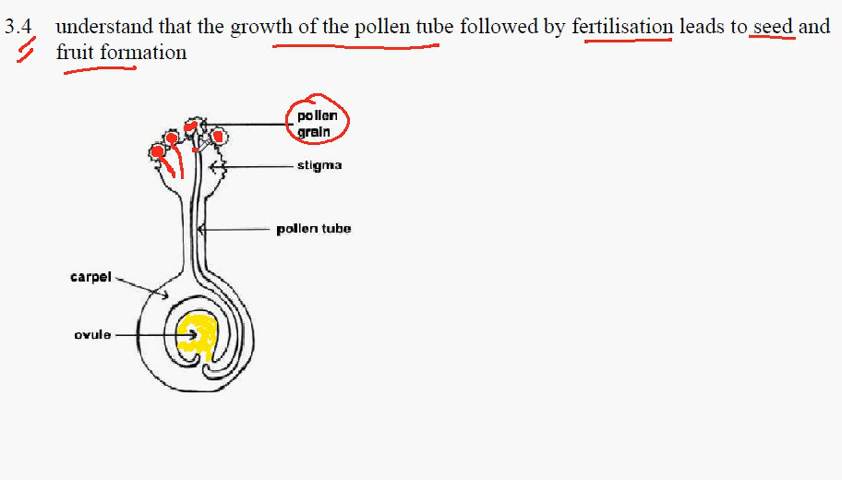 3.4 understand that the growth of the pollen tube followed by fertilisation leads to seed and
fruit formation
pollen
grain
stigma
pollen tube
carpel
ovule